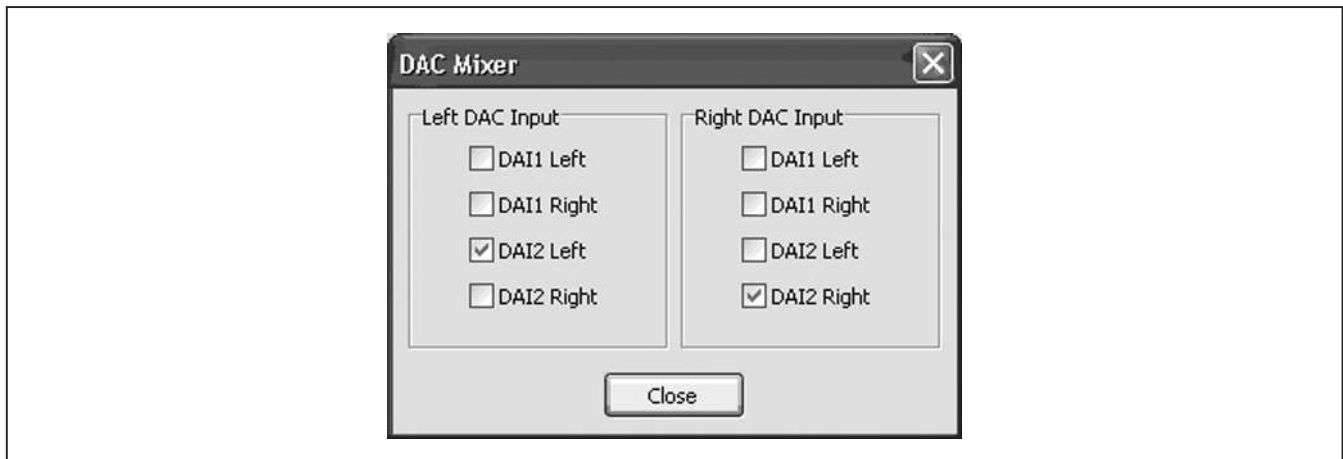 DAC Mixer
Left DAC Input
DAI1 Left
DAI1 Right
DAI2 Left
DAI2 Right
Right DAC Input
DAI1 Left
DAI1 Right
DAI2 Left
DAI2 Right
Close